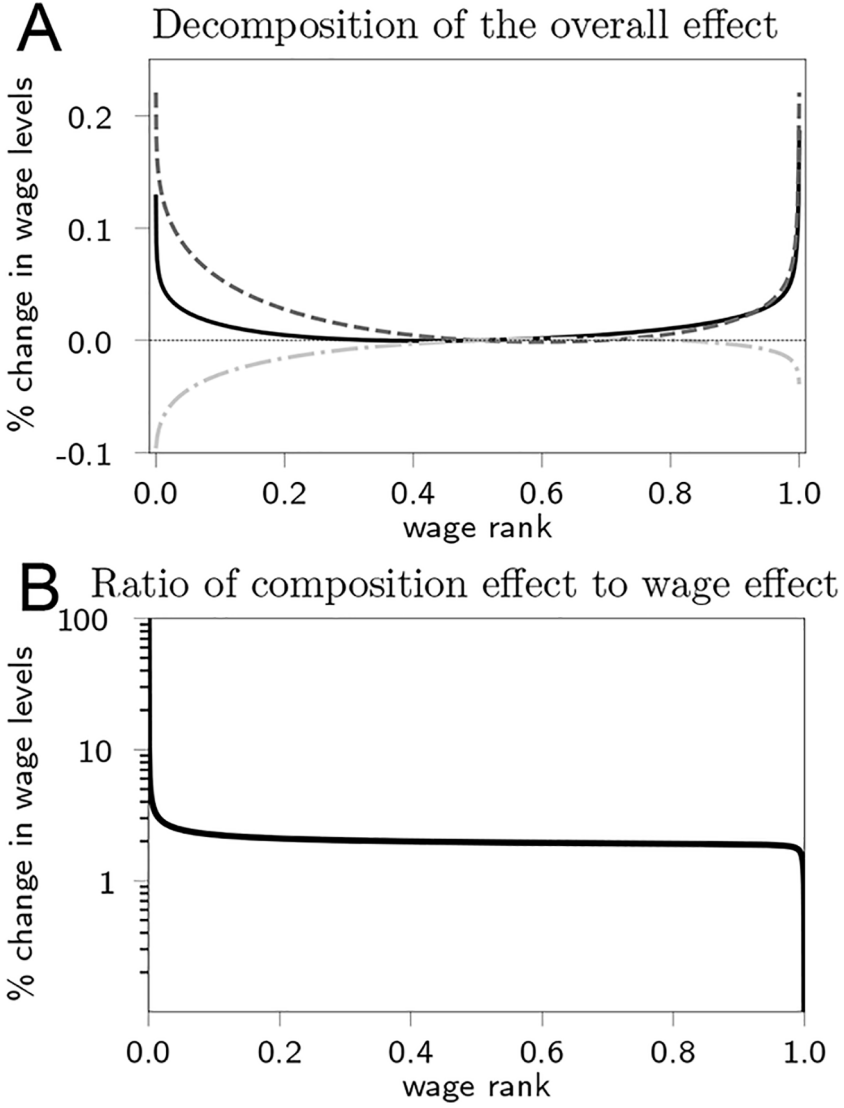 A
Decomposition of the overall effect
% change in wage levels
0.2
0.1
0.0
-0.1
0.0 0.2 0.4 0.6 0.8 1.0
wage rank
B
Ratio of composition effect to wage effect
% change in wage levels
100
10
1
0.0 0.2 0.4 0.6 0.8 1.0
wage rank